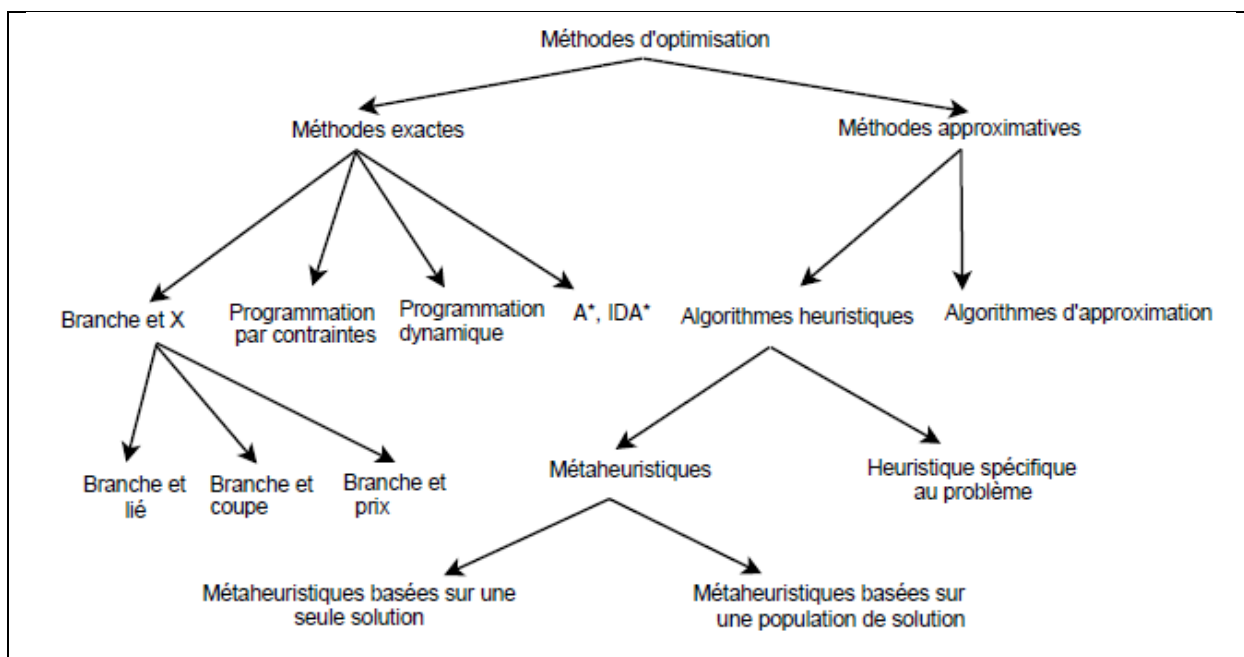 Méthodes d'optimisation
Méthodes exactes
Méthodes approximatives
Branche et X
Programmation
par contraintes
Programmation
dynamique
A*, IDA*
Algorithmes heuristiques
Algorithmes d'approximation
Branche et
lié
Branche et
coupe
Branche et
prix
Métaheuristiques
Heuristique spécifique
au problème
Métaheuristiques basées sur une
seule solution
Métaheuristiques basées sur
une population de solution